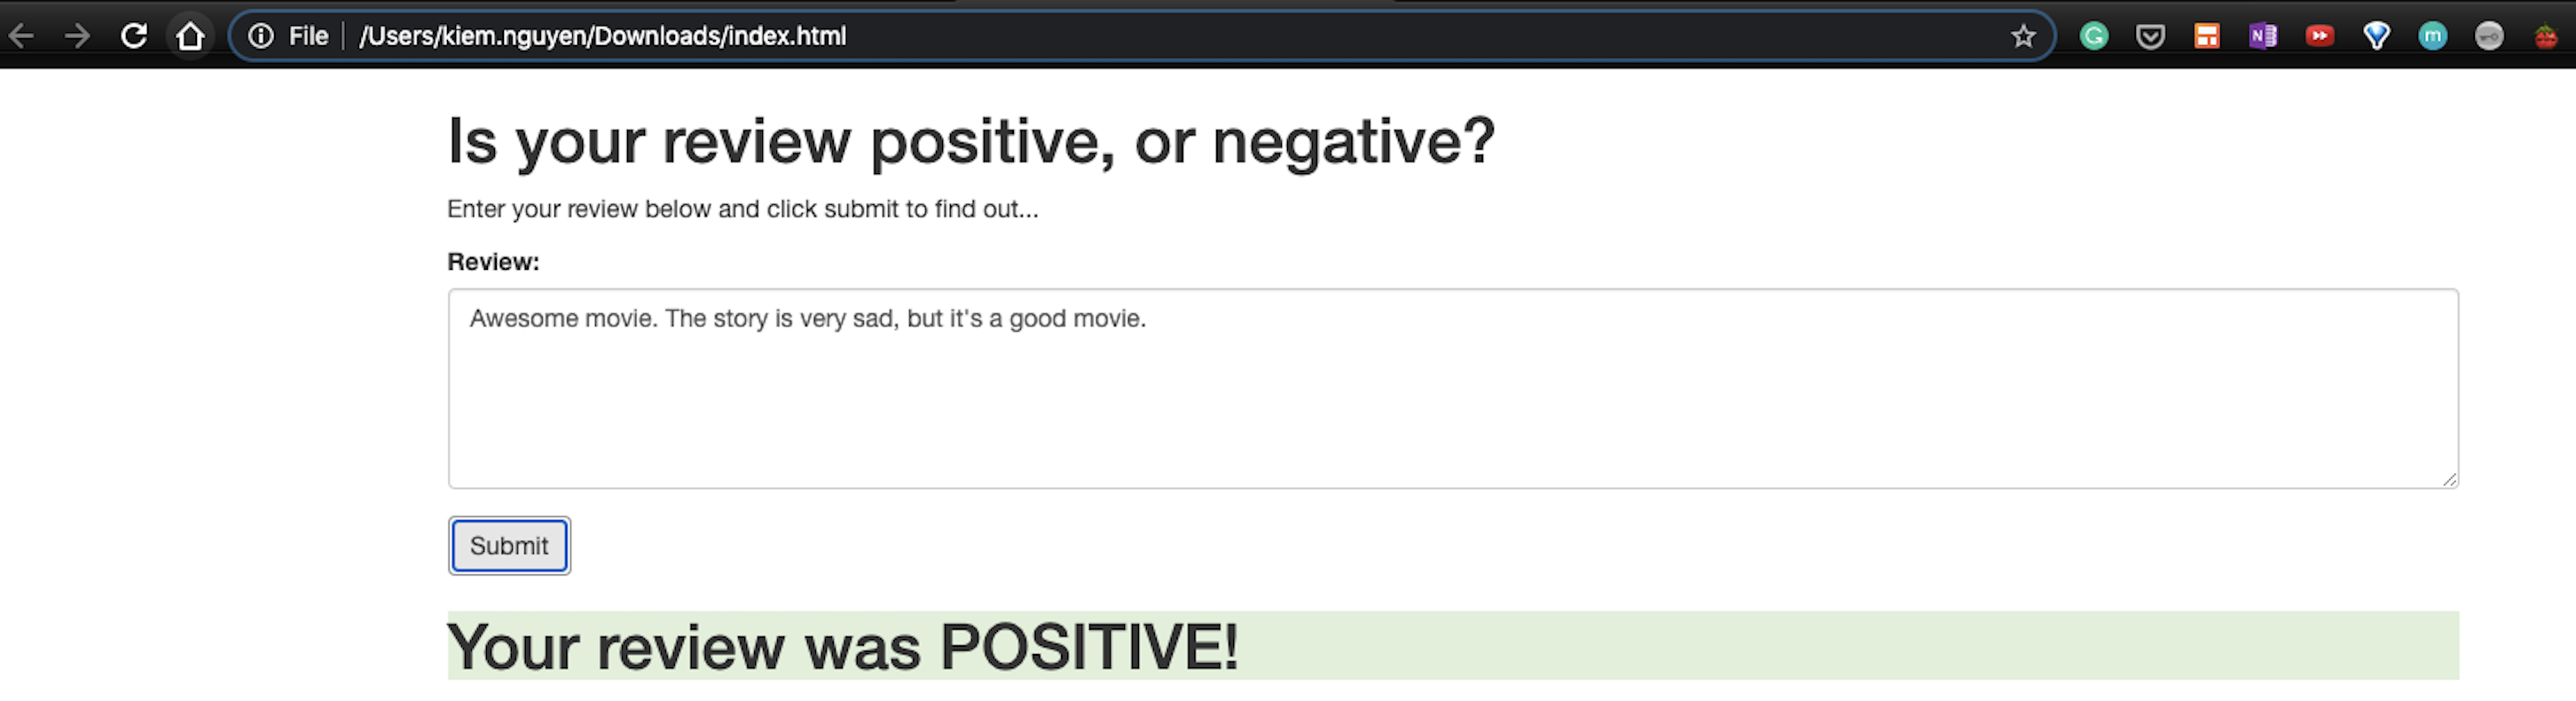 File /Users/kiem.nguyen/Downloads/index.html
G N m
Is your review positive, or negative?
Enter your review below and click submit to find out...
Review:
Awesome movie. The story is very sad, but it's a good movie.
Submit
Your review was POSITIVE!